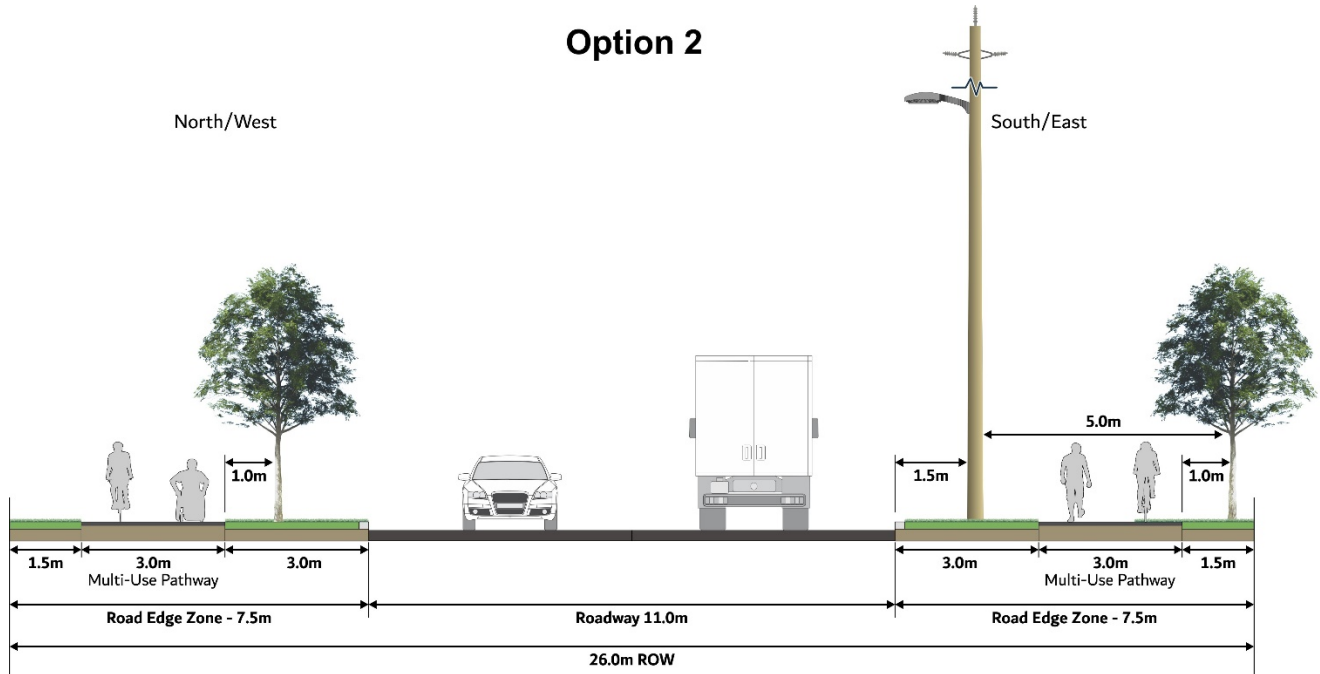 Option 2
North/West
South/East
5.0m
1.0m
1.5m
1.0m
1.5m
3.0m
3.0m
3.0m
3.0m
1.5m
Multi-Use Pathway
Multi-Use Pathway
Road Edge Zone - 7.5m
Roadway 11.0m
Road Edge Zone - 7.5m
26.0m ROW